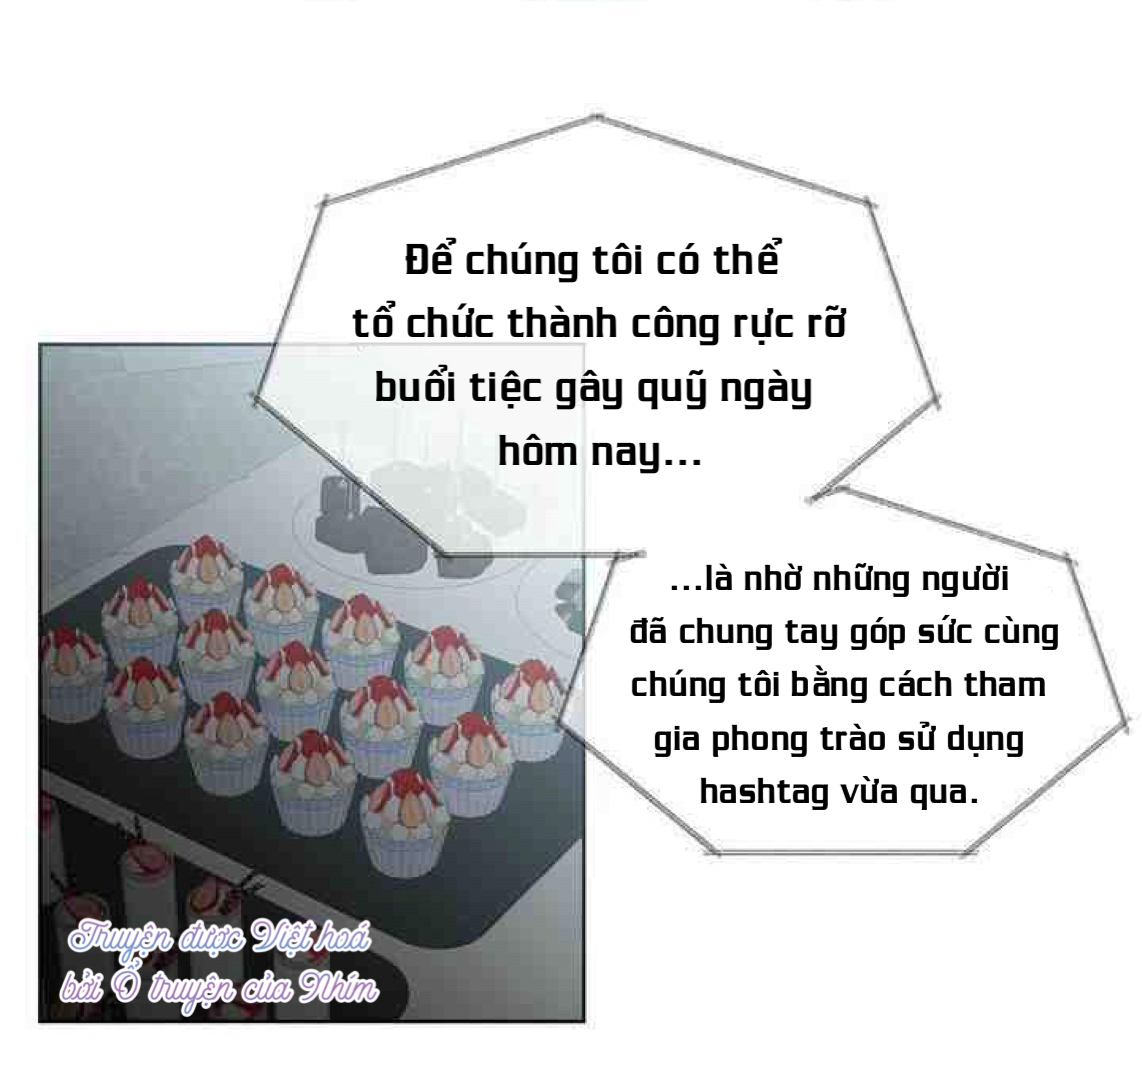 Để chúng tôi có thể
tổ chức thành công rực rỡ
buổi tiệc gây quỹ ngày
hôm nay...
...là nhờ những người
đã chung tay góp sức cùng
chúng tôi bằng cách tham
gia phong trào sử dụng
hashtag vừa qua.
Truyện được Việt hoá
bởi Ổ truyện của Nhím